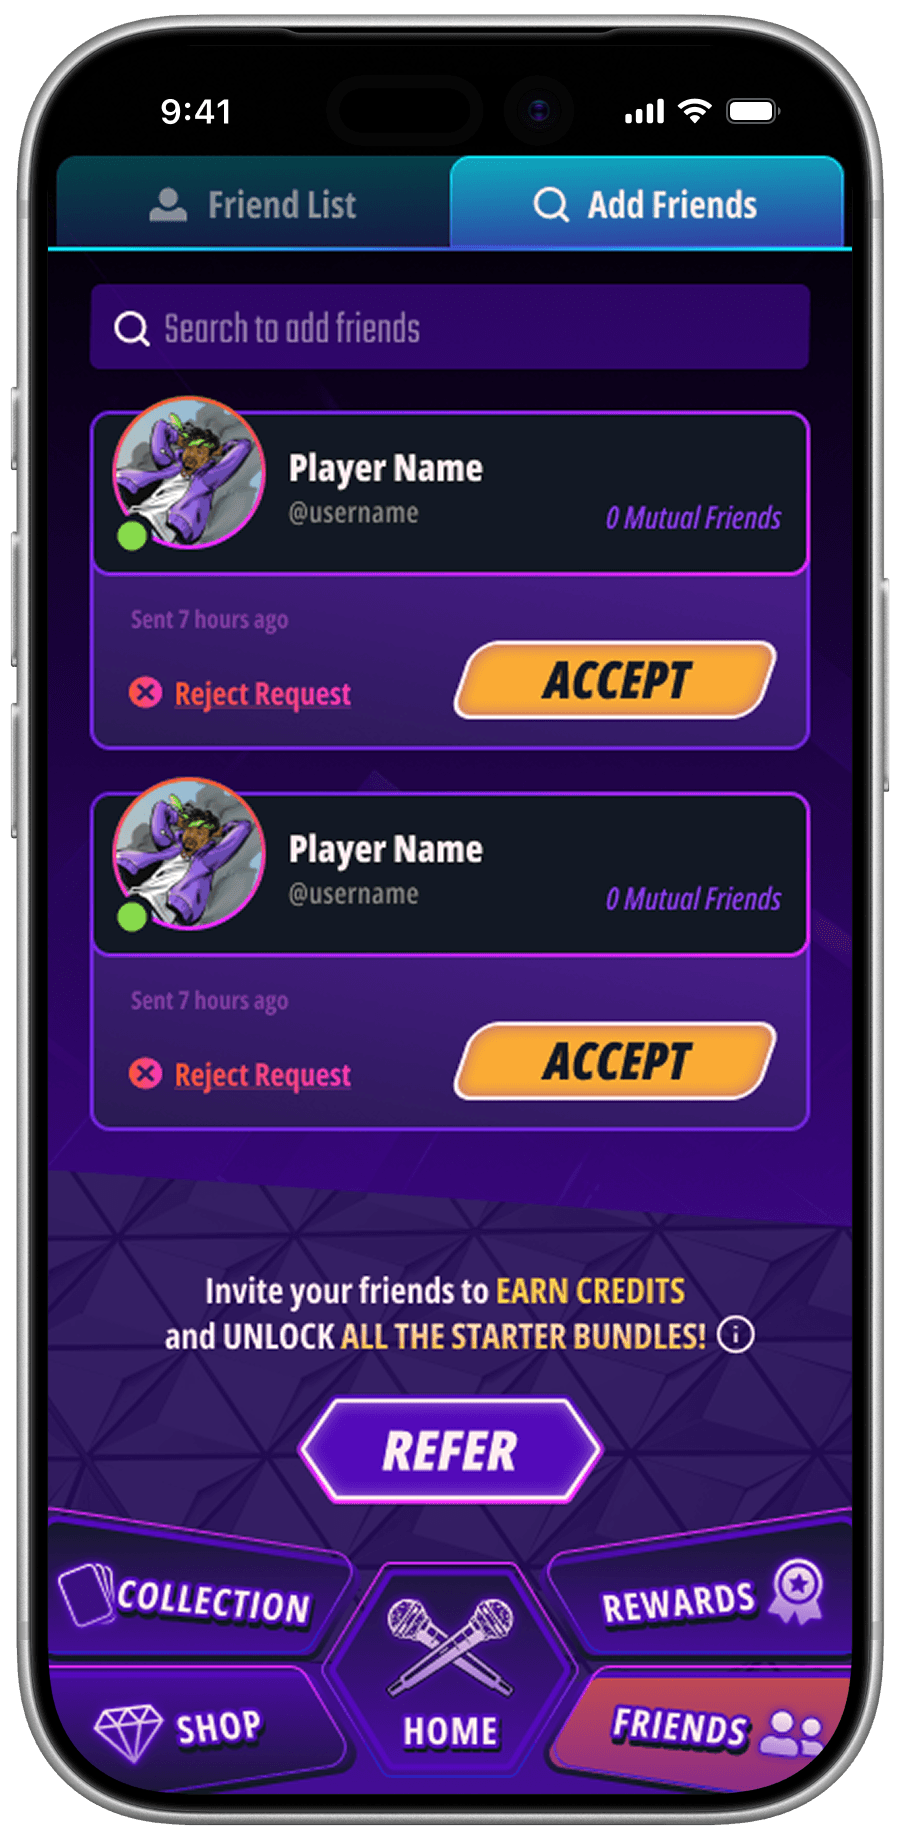 9:41
Friend List
Add Friends
Search to add friends
Player Name
@username
0 Mutual Friends
Sent 7 hours ago
Reject Request
ACCEPT
Player Name
@username
0 Mutual Friends
Sent 7 hours ago
Reject Request
ACCEPT
Invite your friends to EARN CREDITS
and UNLOCK ALL THE STARTER BUNDLES!
REFER
COLLECTION
REWARDS
SHOP
HOME
FRIENDS